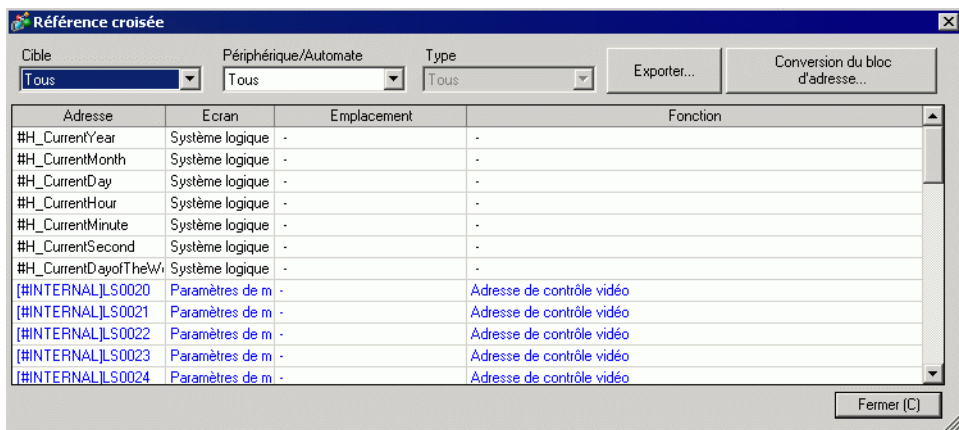 Référence croisée
Cible Périphérique/Automate Type
Tous Tous Tous Exporter... Conversion du bloc d'adresse...
Adresse Ecran Emplacement Fonction
#H_CurrentYear Système logique - -
#H_CurrentMonth Système logique - -
#H_CurrentDay Système logique - -
#H_CurrentHour Système logique - -
#H_CurrentMinute Système logique - -
#H_CurrentSecond Système logique - -
#H_CurrentDayofTheW Système logique - -
[#INTERNAL]LS0020 Paramètres de m - Adresse de contrôle vidéo
[#INTERNAL]LS0021 Paramètres de m - Adresse de contrôle vidéo
[#INTERNAL]LS0022 Paramètres de m - Adresse de contrôle vidéo
[#INTERNAL]LS0023 Paramètres de m - Adresse de contrôle vidéo
[#INTERNAL]LS0024 Paramètres de m - Adresse de contrôle vidéo
Fermer (C)